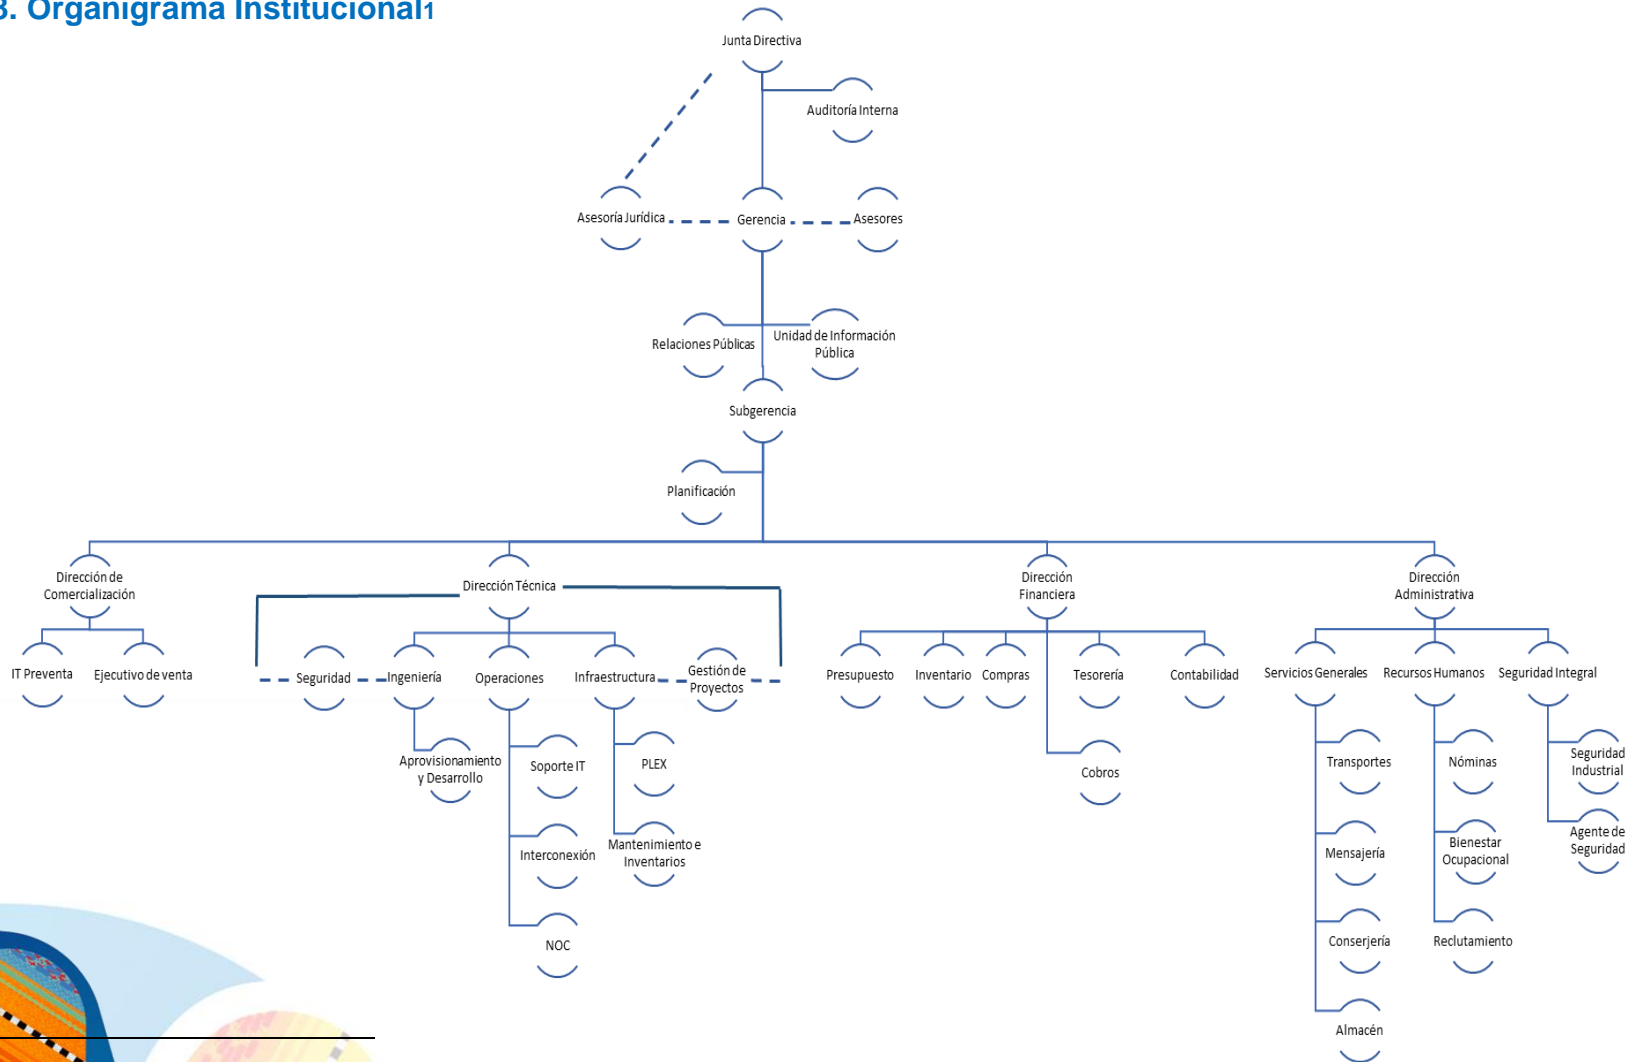 3. Organigrama Institucional1
Junta Directiva
Auditoría Interna
Asesoría Jurídica
Gerencia
Asesores
Relaciones Públicas
Unidad de Información
Pública
Subgerencia
Planificación
Dirección de
Comercialización
Dirección Técnica
Dirección
Financiera
Dirección
Administrativa
IT Preventa
Ejecutivo de venta
Seguridad
Ingeniería
Operaciones
Infraestructura
Gestión de
Proyectos
Presupuesto
Inventario
Compras
Tesorería
Contabilidad
Servicios Generales
Recursos Humanos
Seguridad Integral
Aprovisionamiento
y Desarrollo
Soporte IT
PLEX
Cobros
Transportes
Nóminas
Seguridad
Industrial
Interconexión
Mantenimiento e
Inventarios
Mensajería
Bienestar
Ocupacional
Agente de
Seguridad
NOC
Conserjería
Reclutamiento
Almacén